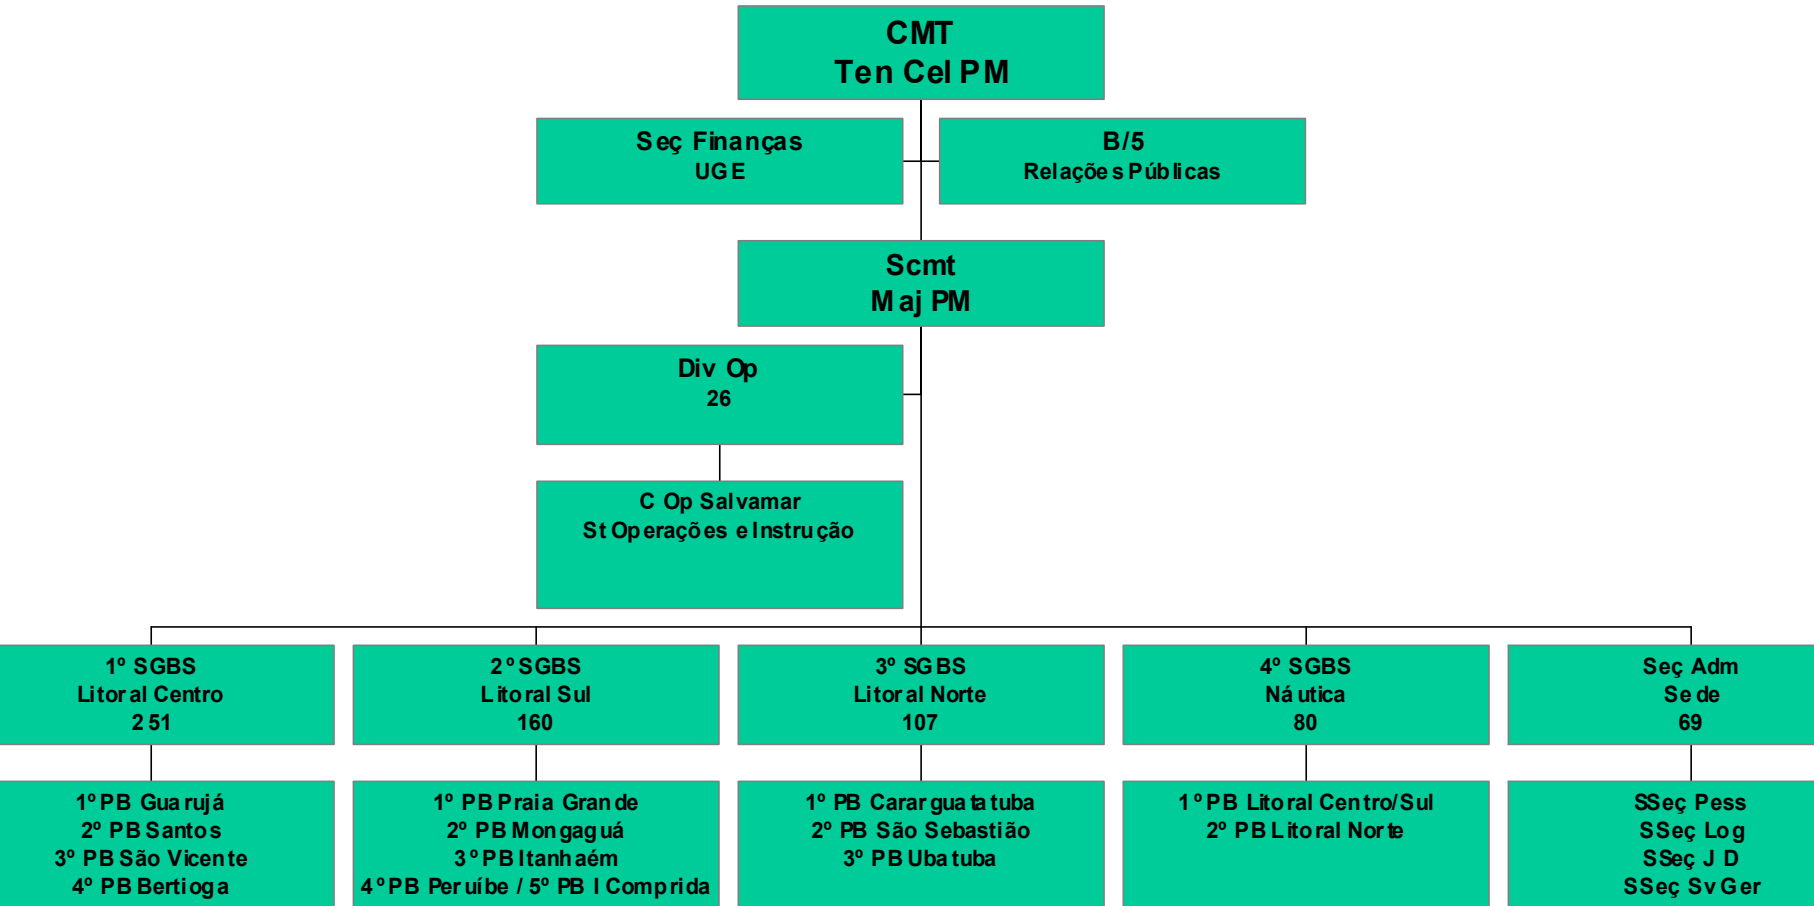 CMT
Ten Cel PM
Seç Finanças
UGE
B/5
Relações Públicas
Scmt
Maj PM
Div Op
26
C Op Salvamar
St Operações e Instrução
1º SGBS
Litoral Centro
251
2º SGBS
Litoral Sul
160
3º SGBS
Litoral Norte
107
4º SGBS
Náutica
80
Seç Adm
Sede
69
1º PB Guarujá
2º PB Santos
3º PB São Vicente
4º PB Bertioga
1º PB Praia Grande
2º PB Mongaguá
3º PB Itanhaém
4º PB Peruíbe / 5º PB I Comprida
1º PB Cararguatatuba
2º PB São Sebastião
3º PB Ubatuba
1º PB Litoral Centro/Sul
2º PB Litoral Norte
SSeç Pess
SSeç Log
SSeç J D
SSeç Sv Ger